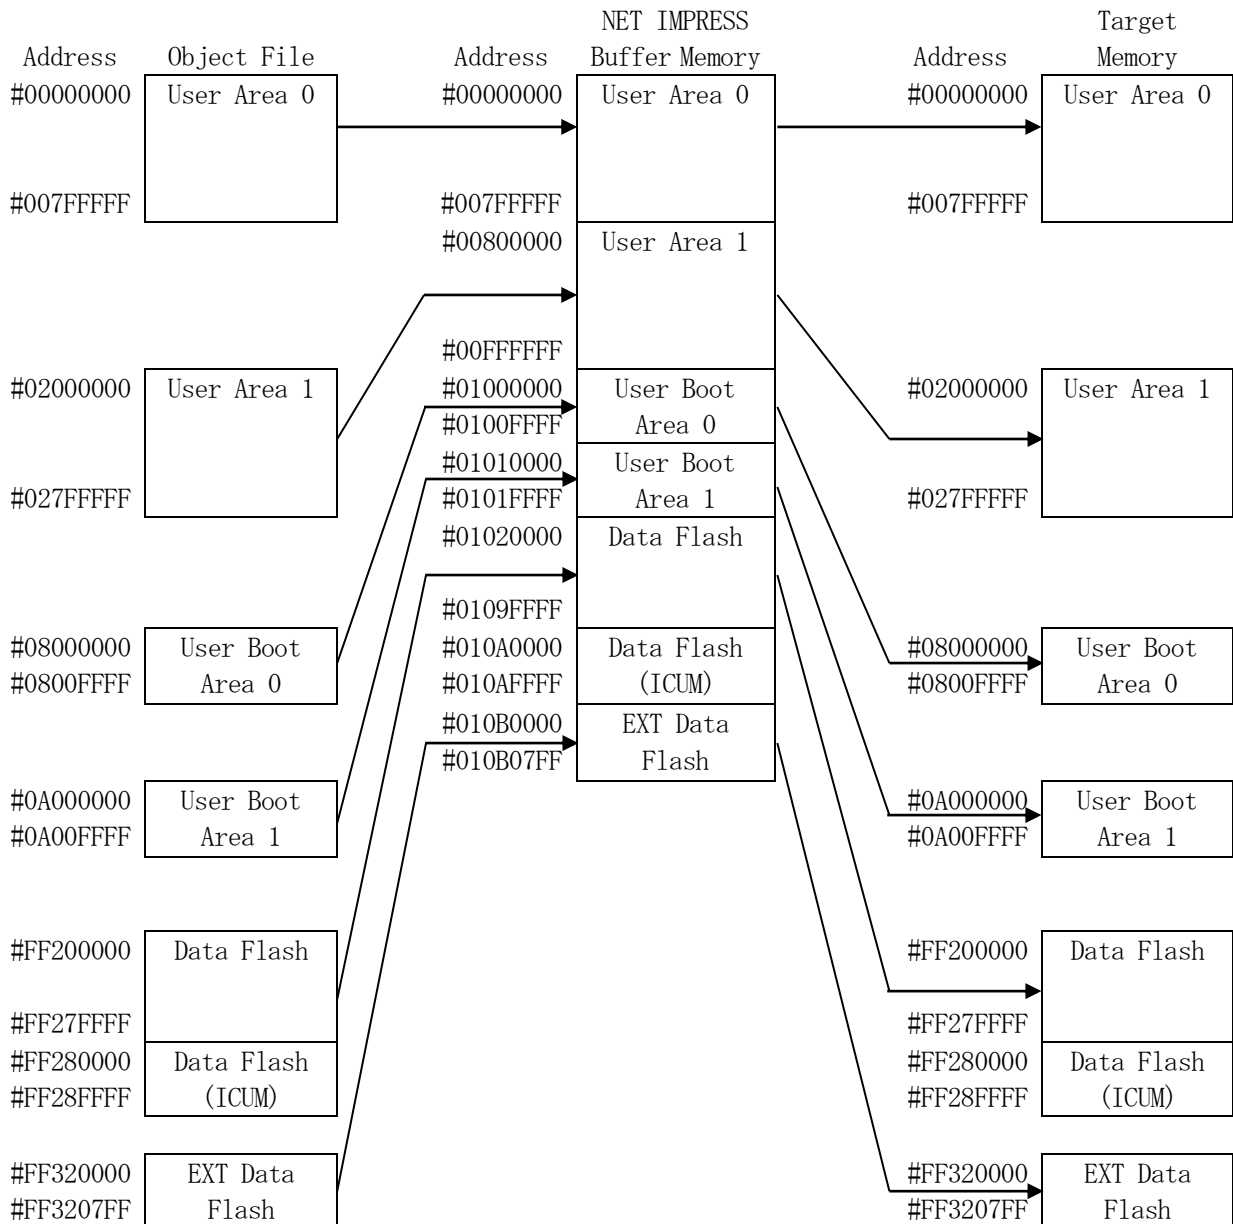 NET IMPRESS Target
Address Object File Address Buffer Memory Address Memory
#00000000 User Area 0 #00000000 User Area 0 #00000000 User Area 0
#007FFFFF #007FFFFF #007FFFFF
#00800000 User Area 1
#00FFFFFF
#02000000 User Area 1 #01000000 User Boot #02000000 User Area 1
#0100FFFF Area 0
#01010000 User Boot
#027FFFFF #0101FFFF Area 1 #027FFFFF
#01020000 Data Flash
#0109FFFF
#08000000 User Boot #010A0000 Data Flash #08000000 User Boot
#0800FFFF Area 0 #010AFFFF (ICUM) #0800FFFF Area 0
#010B0000 EXT Data
#010B07FF Flash
#0A000000 User Boot #0A000000 User Boot
#0A00FFFF Area 1 #0A00FFFF Area 1
#FF200000 Data Flash #FF200000 Data Flash
#FF27FFFF #FF27FFFF
#FF280000 Data Flash #FF280000 Data Flash
#FF28FFFF (ICUM) #FF28FFFF (ICUM)
#FF320000 EXT Data #FF320000 EXT Data
#FF3207FF Flash #FF3207FF Flash